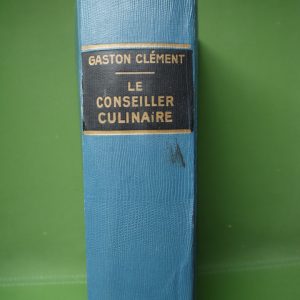 GASTON CLÉMENT
LE
CONSEILLER
CULINAiRE